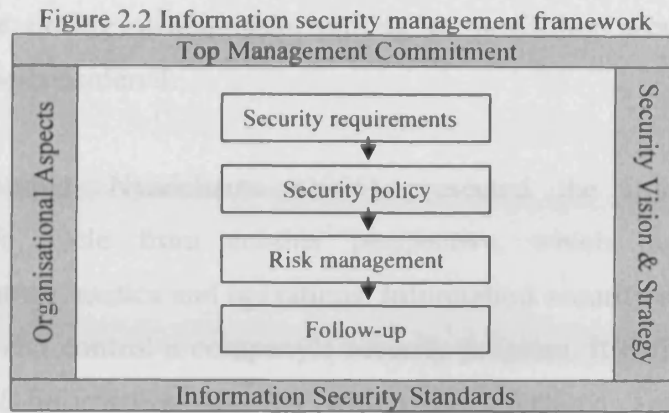 Figure 2.2 Information security management framework
Top Management Commitment
Organisational Aspects
Security requirements
Security policy
Risk management
Follow-up
Security Vision &
Strategy
Information Security Standards